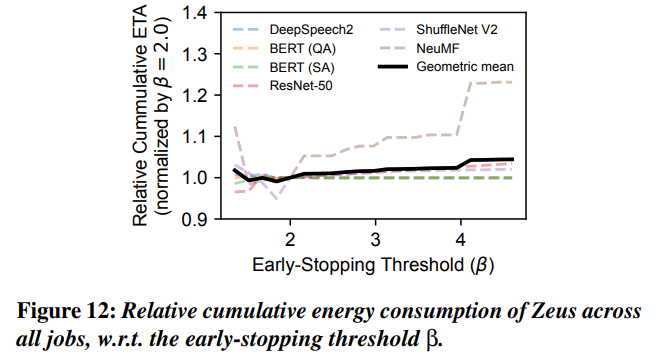 Relative Cummulative ETA
(normalized by β = 2.0)
1.4
1.3
1.2
1.1
1.0
0.9
DeepSpeech2
BERT (QA)
BERT (SA)
ResNet-50
ShuffleNet V2
NeuMF
Geometric mean
2
3
4
Early-Stopping Threshold (β)
Figure 12: Relative cumulative energy consumption of Zeus across
all jobs, w.r.t. the early-stopping threshold β.